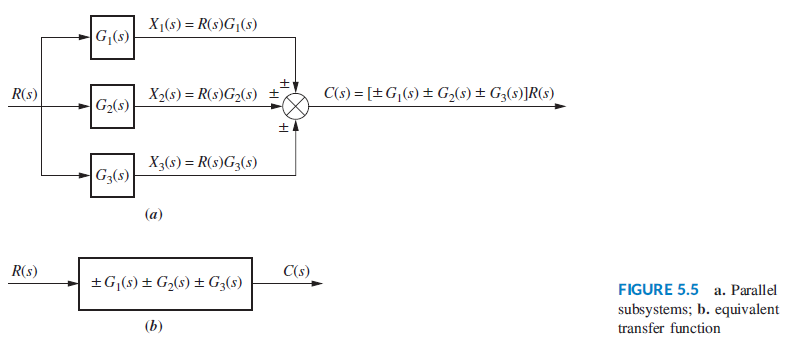 X₁(s) = R(s)G₁(s)
G₁(s)
±
R(s)
X₂(s) = R(s)G₂(s)
±
C(s) = [± G₁(s) ± G₂(s) ± G₃(s)]R(s)
G₂(s)
±
X₃(s) = R(s)G₃(s)
G₃(s)
(a)
R(s)
± G₁(s) ± G₂(s) ± G₃(s)
C(s)
(b)
FIGURE 5.5 a. Parallel
subsystems; b. equivalent
transfer function